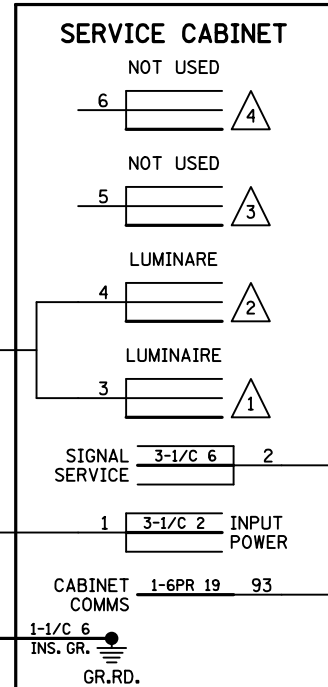 SERVICE CABINET
NOT USED
6
4
NOT USED
5
3
LUMINARE
4
2
LUMINAIRE
3
1
SIGNAL SERVICE
3-1/C 6
2
1
3-1/C 2
INPUT POWER
CABINET COMMS
1-6PR 19
93
1-1/C 6
INS. GR.
GR.RD.